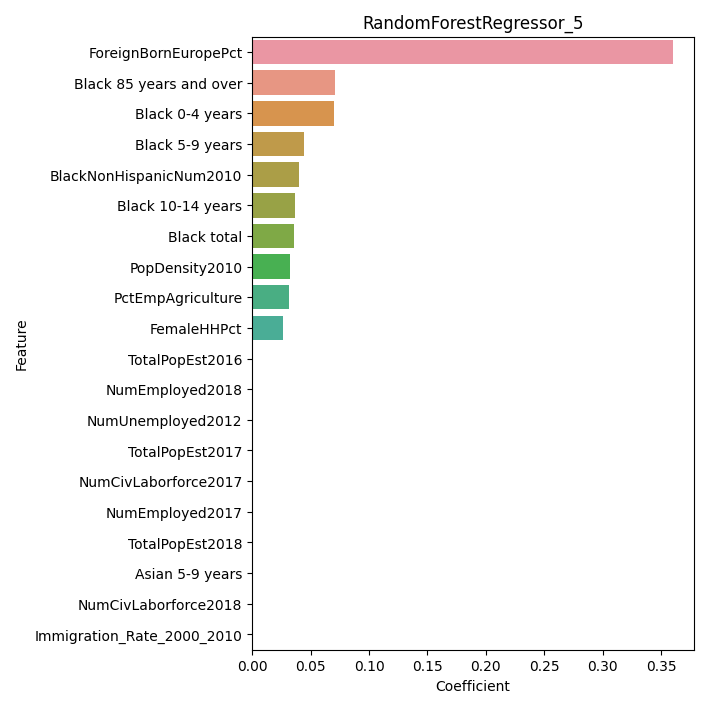 RandomForestRegressor_5
ForeignBornEuropePct
Black 85 years and over
Black 0-4 years
Black 5-9 years
BlackNonHispanicNum2010
Black 10-14 years
Black total
PopDensity2010
PctEmpAgriculture
FemaleHHPct
TotalPopEst2016
NumEmployed2018
NumUnemployed2012
TotalPopEst2017
NumCivLaborforce2017
NumEmployed2017
TotalPopEst2018
Asian 5-9 years
NumCivLaborforce2018
Immigration_Rate_2000_2010
Feature
0.00 0.05 0.10 0.15 0.20 0.25 0.30 0.35
Coefficient